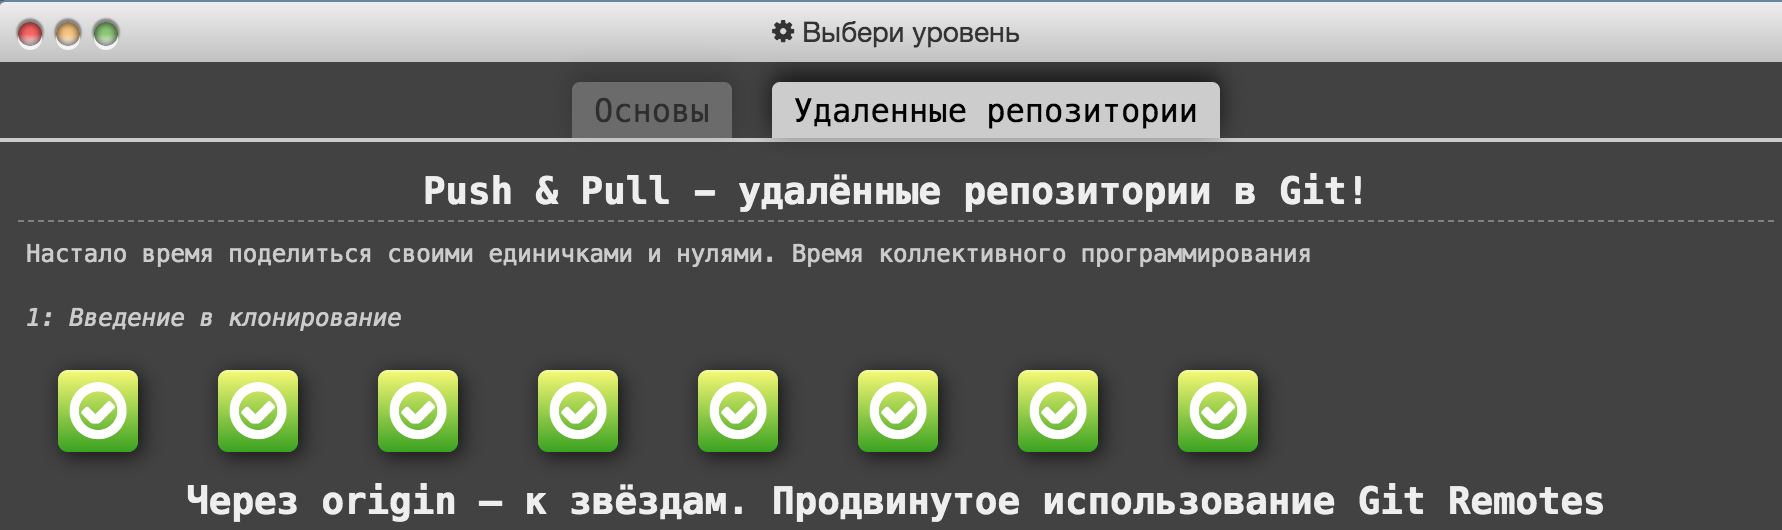 Выбери уровень
Основы
Удаленные репозитории
Push & Pull – удалённые репозитории в Git!
Настало время поделиться своими единичками и нулями. Время коллективного программирования
1: Введение в клонирование
Через origin – к звёздам. Продвинутое использование Git Remotes